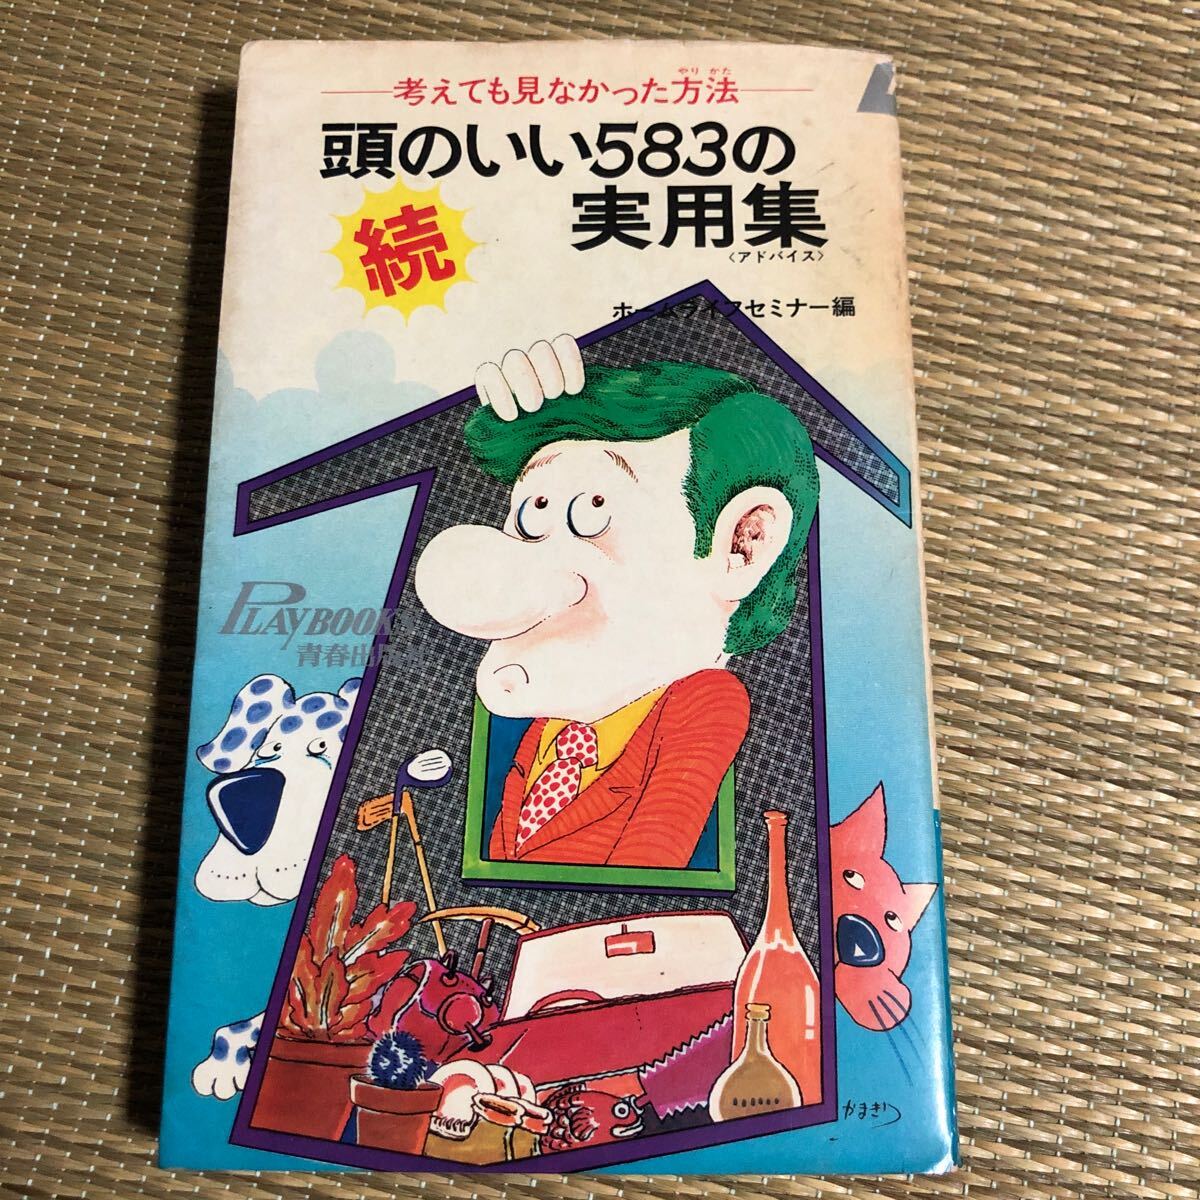 考えても見なかった方法
やり かた
頭のいい583の
続
実用集
〈アドバイス〉
ホームライフセミナー編
PLAYBOOKS
青春出版社
かまきり